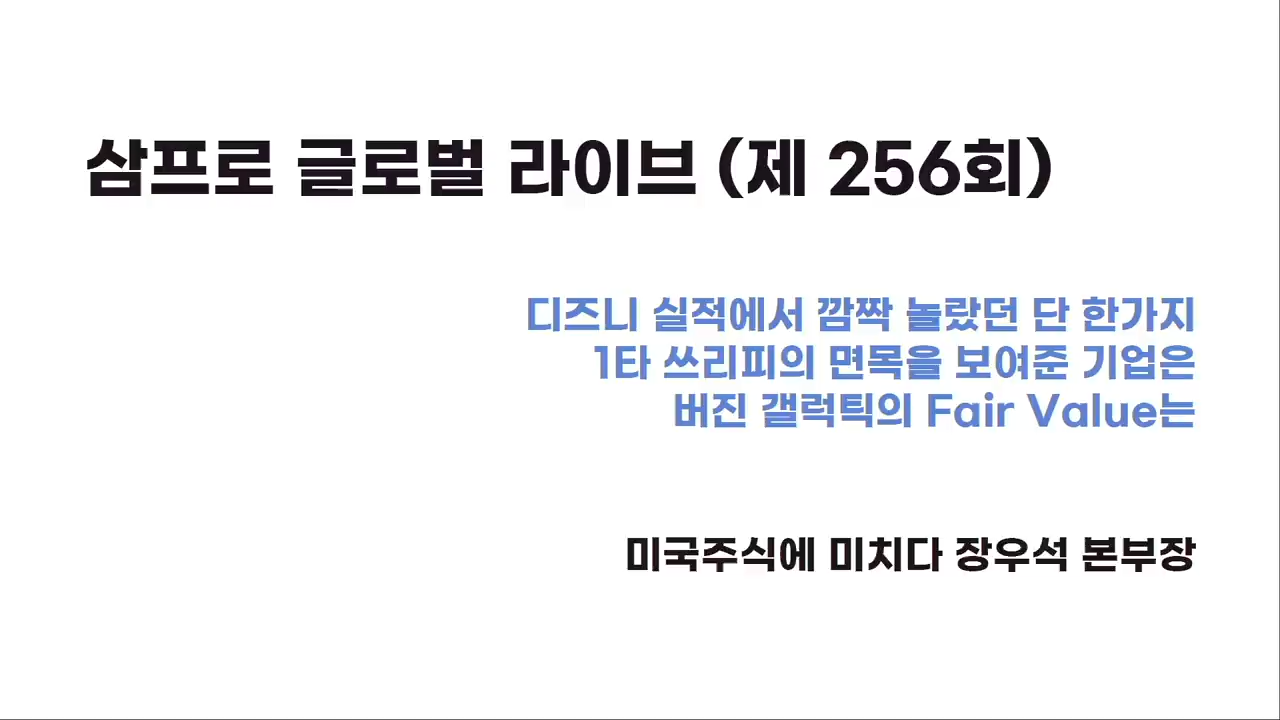 삼프로 글로벌 라이브 (제 256회)
디즈니 실적에서 깜짝 놀랐던 단 한가지
1타 쓰리피의 면목을 보여준 기업은
버진 갤럭틱의 Fair Value는
미국주식에 미치다 장우석 본부장